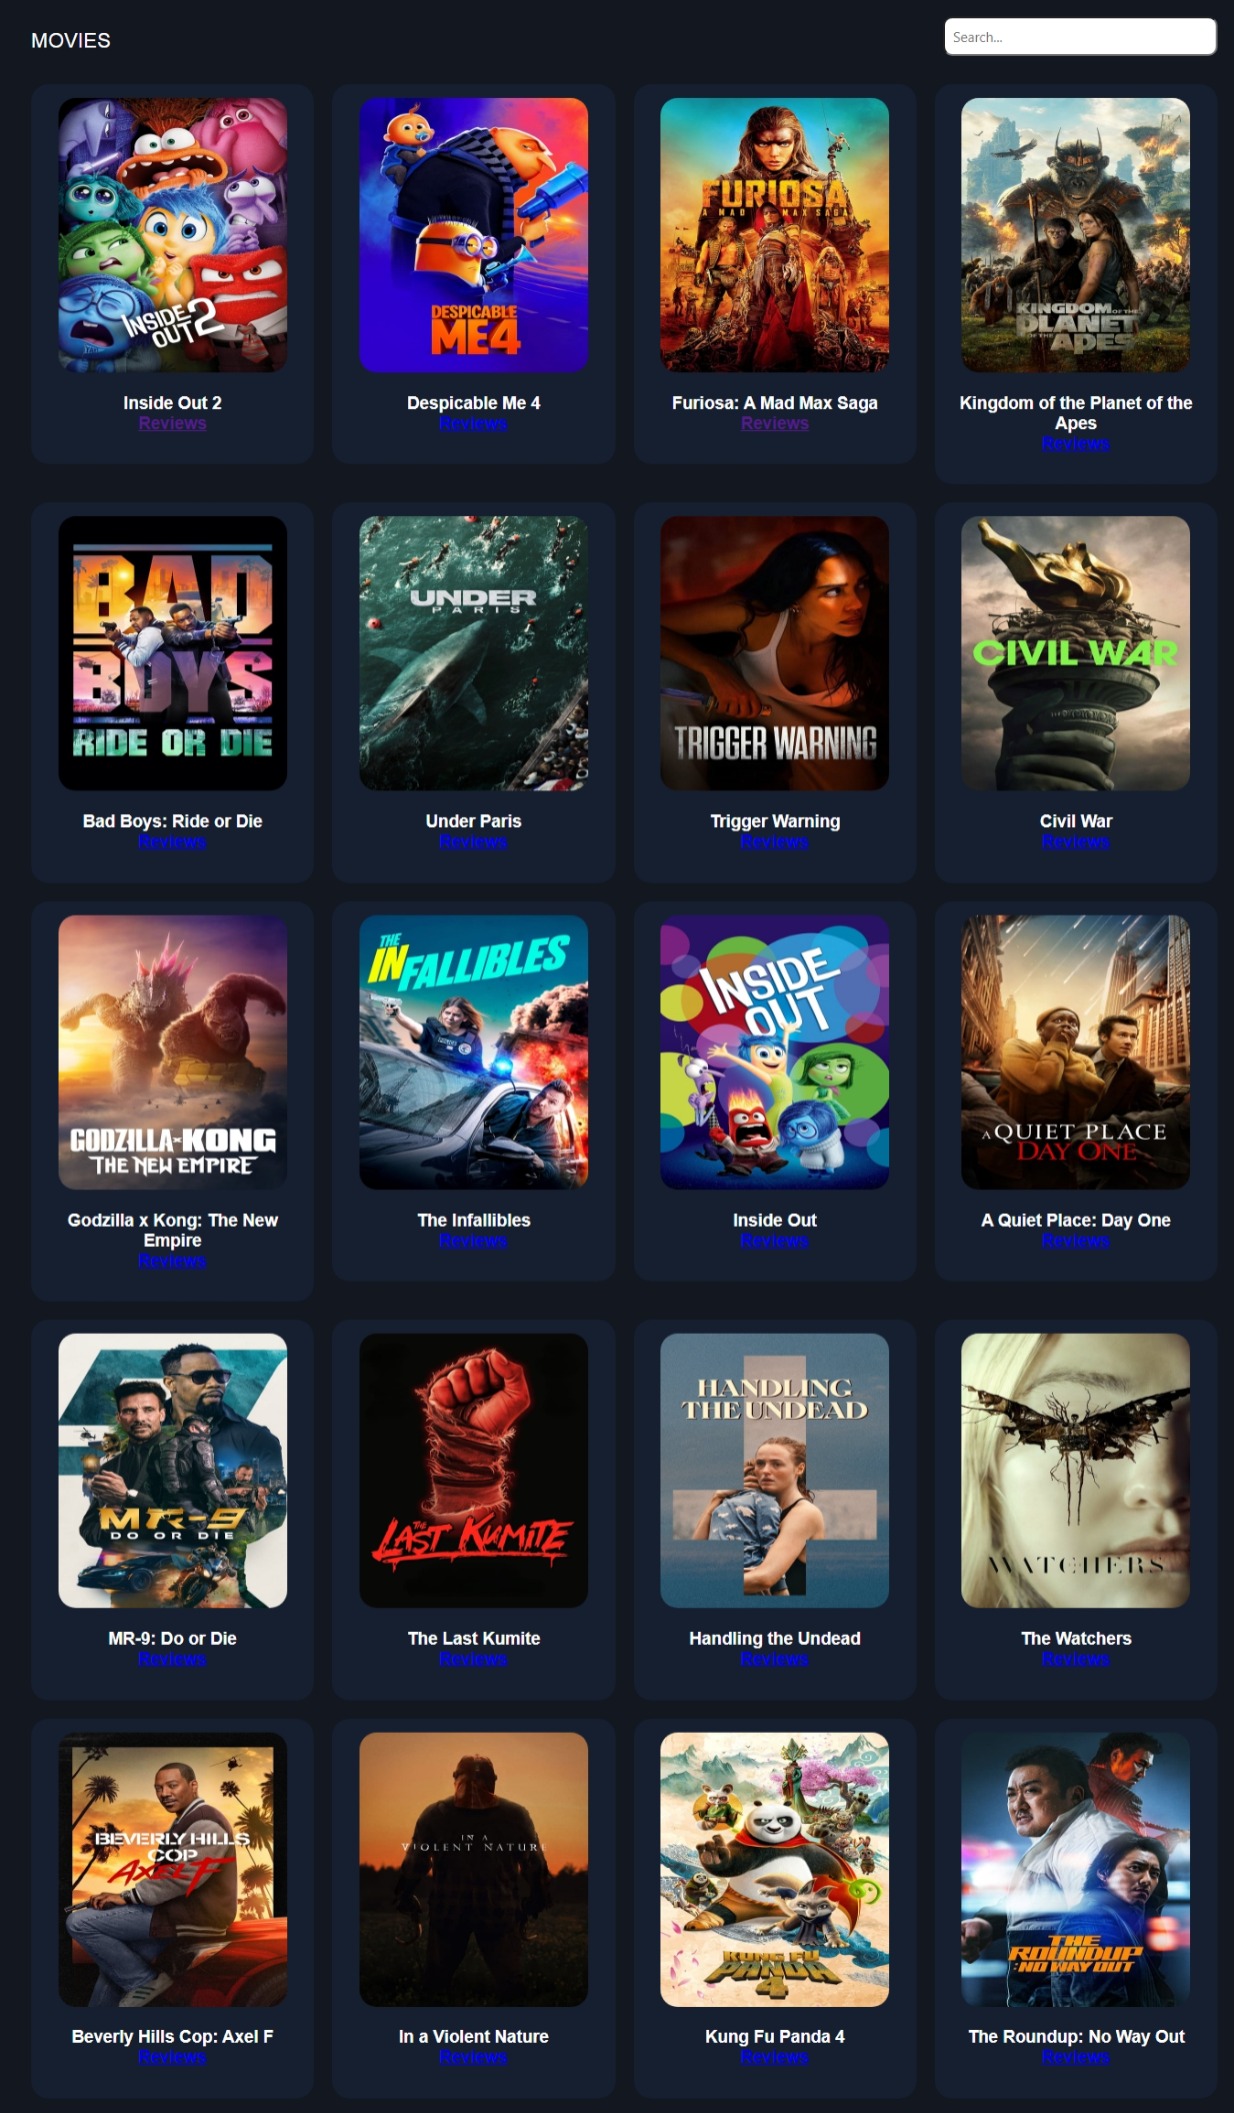 MOVIES
Search...
INSIDE
OUT 2
DESPICABLE
ME 4
FURIOSA
A MAD MAX SAGA
KINGDOM OF THE
PLANET
OF THE APES
Inside Out 2
Reviews
Despicable Me 4
Reviews
Furiosa: A Mad Max Saga
Reviews
Kingdom of the Planet of the
Apes
Reviews
BAD
BOYS
RIDE OR DIE
UNDER
PARIS
TRIGGER WARNING
CIVIL WAR
Bad Boys: Ride or Die
Reviews
Under Paris
Reviews
Trigger Warning
Reviews
Civil War
Reviews
GODZILLA x KONG
THE NEW EMPIRE
THE
INFALLIBLES
INSIDE
OUT
A QUIET PLACE
DAY ONE
Godzilla x Kong: The New
Empire
Reviews
The Infallibles
Reviews
Inside Out
Reviews
A Quiet Place: Day One
Reviews
MR-9
DO OR DIE
THE
LAST KUMITE
HANDLING
THE UNDEAD
WATCHERS
MR-9: Do or Die
Reviews
The Last Kumite
Reviews
Handling the Undead
Reviews
The Watchers
Reviews
BEVERLY HILLS
COP
AXEL F
IN A
VIOLENT NATURE
KUNG FU
PANDA
4
THE
ROUNDUP
: NO WAY OUT
Beverly Hills Cop: Axel F
Reviews
In a Violent Nature
Reviews
Kung Fu Panda 4
Reviews
The Roundup: No Way Out
Reviews